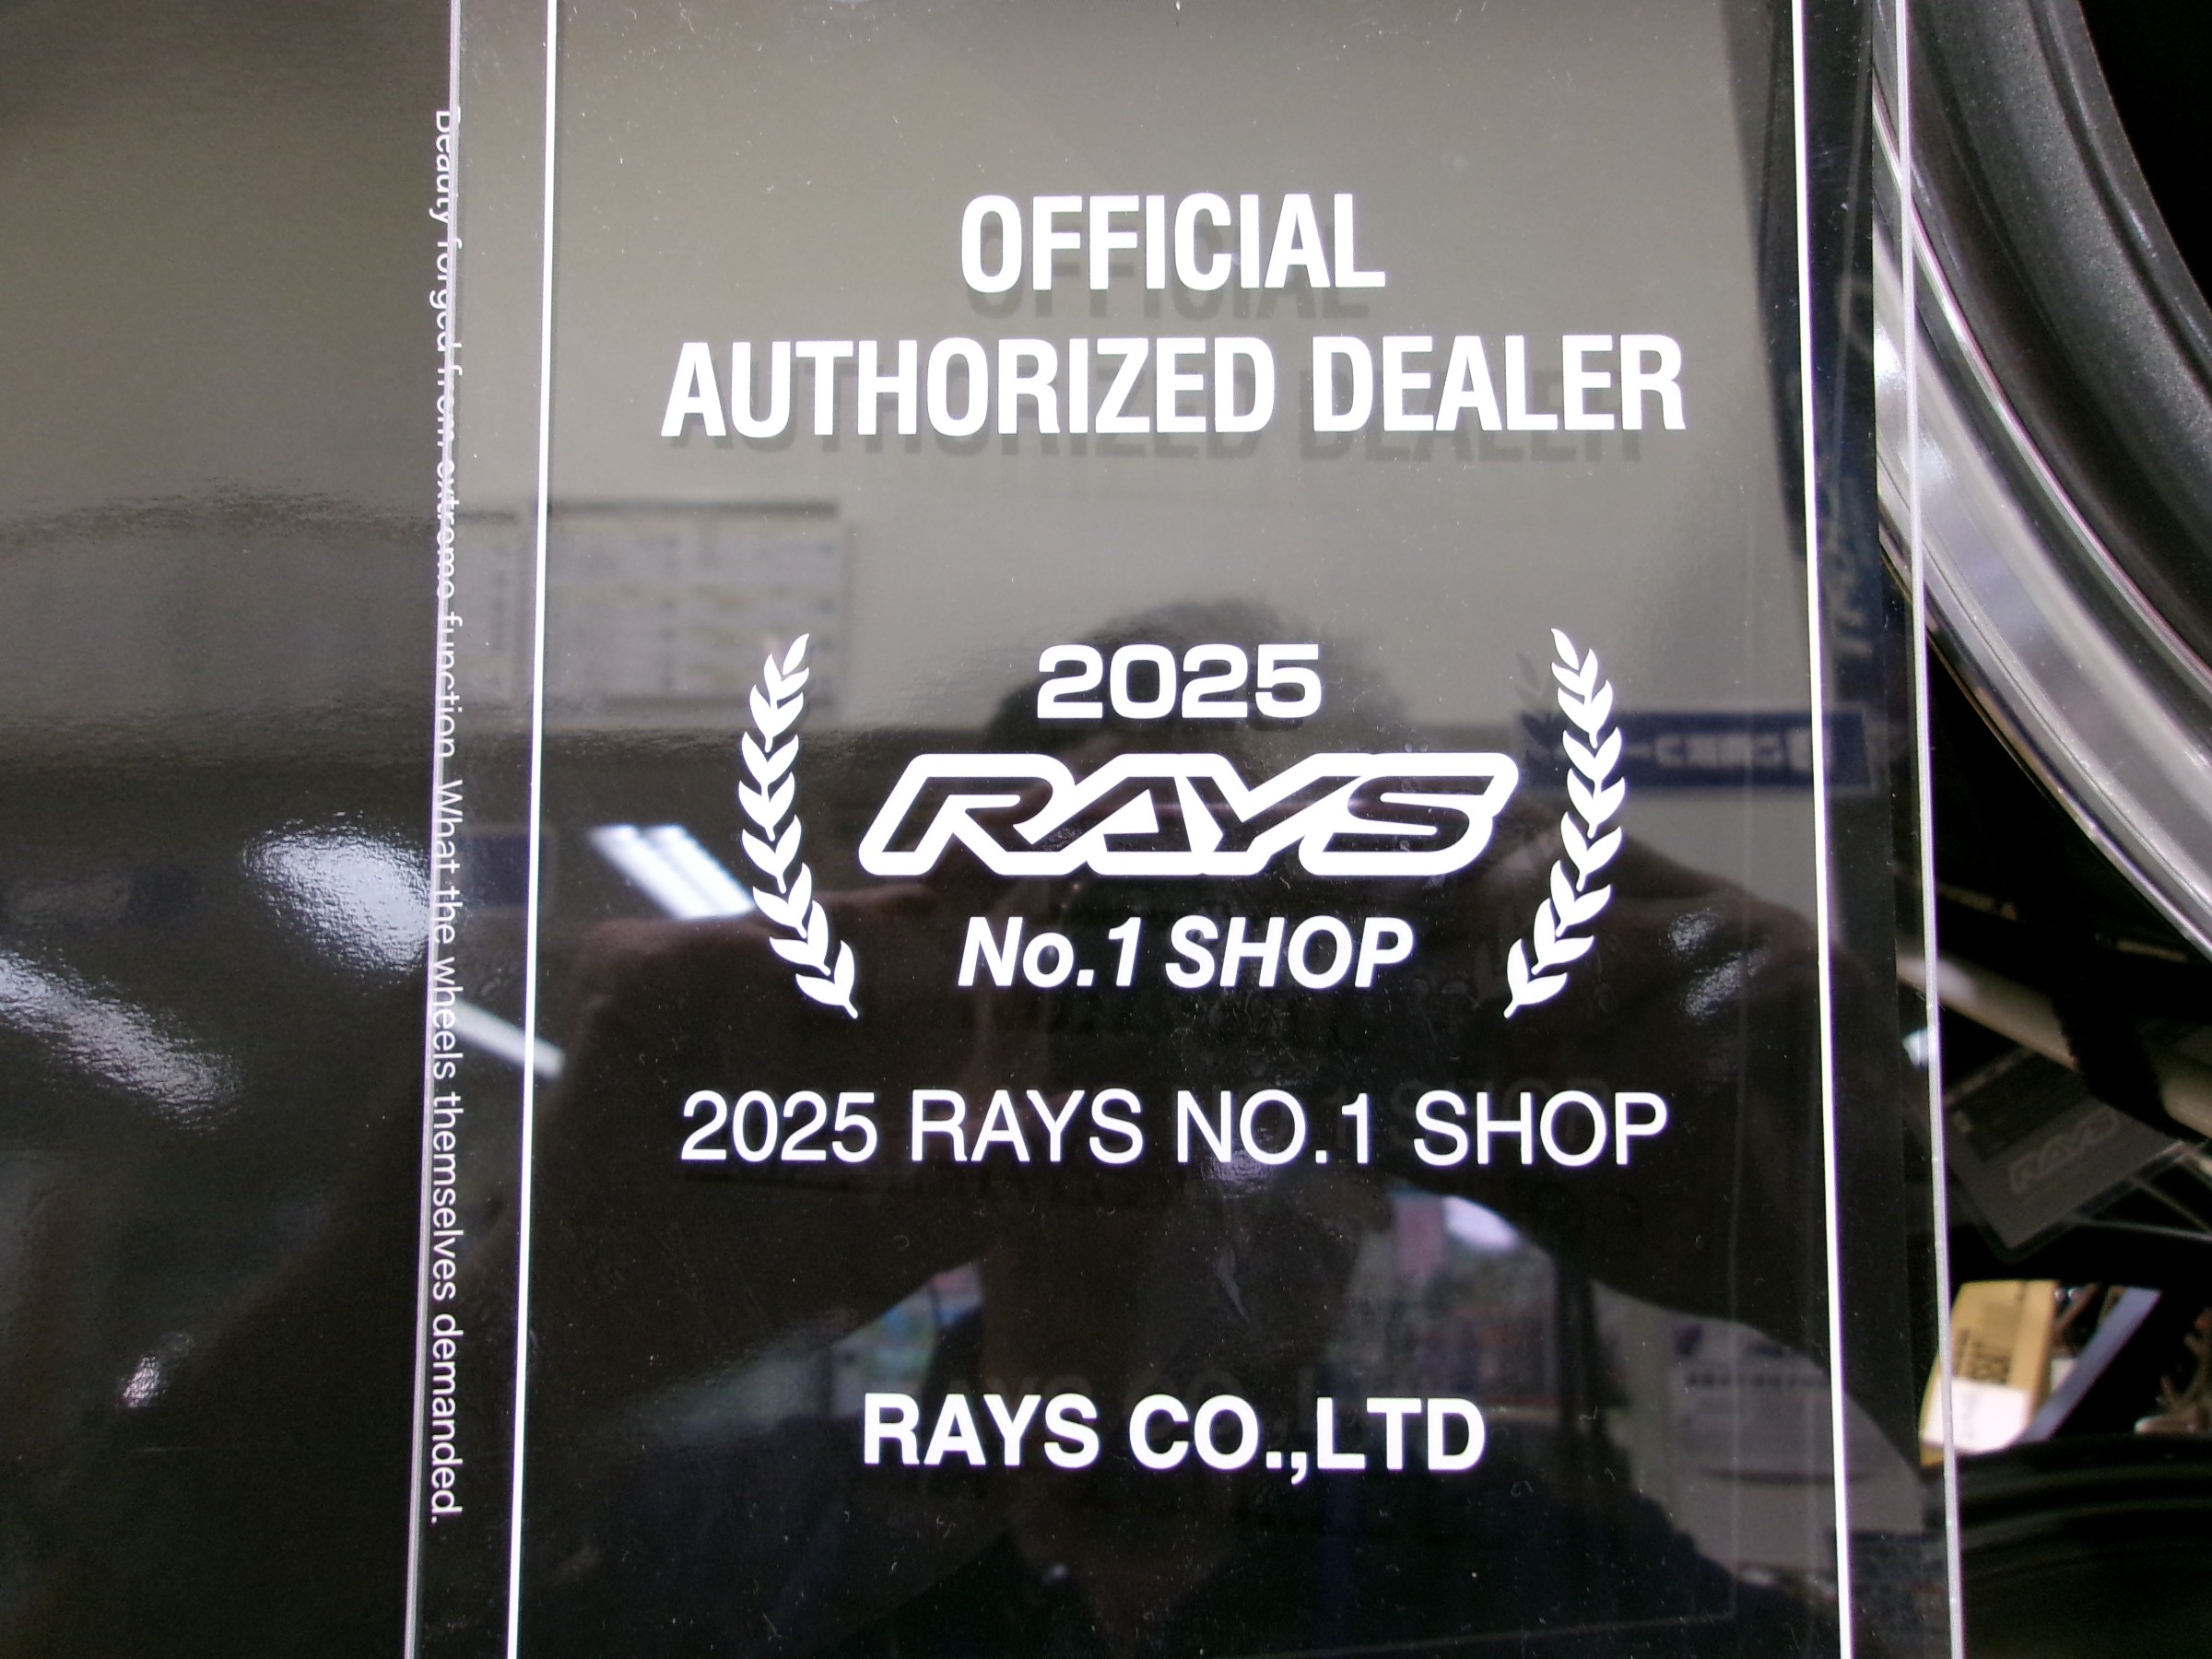 OFFICIAL
AUTHORIZED DEALER
2025
RAYS
No.1 SHOP
2025 RAYS NO.1 SHOP
RAYS CO.,LTD
Beauty forged from extreme function. What the wheels themselves demanded.
RAYS